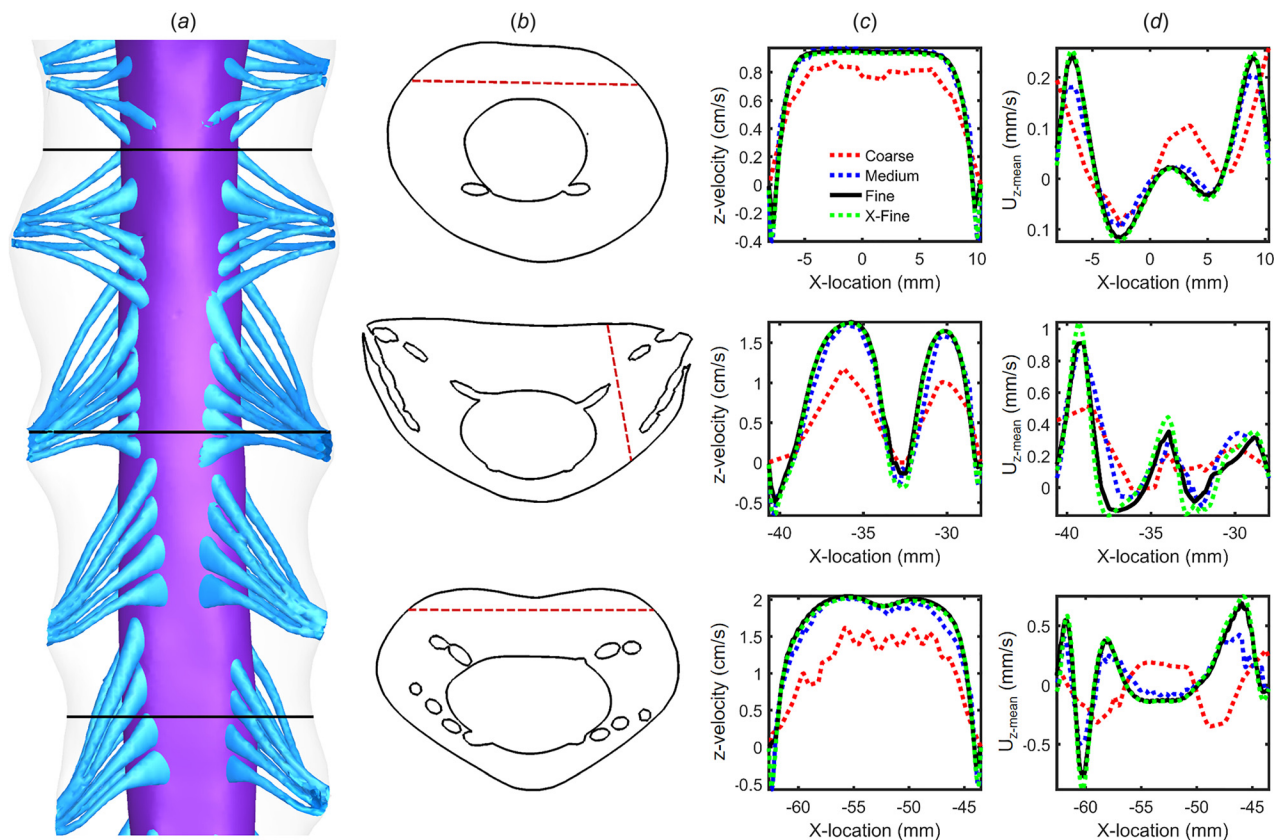 (a)
(b)
(c)
(d)
z-velocity (cm/s)
0.8
0.6
0.4
0.2
0
-0.2
-0.4
-5
0
5
10
X-location (mm)
Coarse
Medium
Fine
X-Fine
Uz-mean (mm/s)
0.2
0.1
0
0.1
-5
0
5
10
X-location (mm)
z-velocity (cm/s)
1.5
1
0.5
0
-0.5
-40
-35
-30
X-location (mm)
Uz-mean (mm/s)
1
0.8
0.6
0.4
0.2
0
-40
-35
-30
X-location (mm)
z-velocity (cm/s)
2
1.5
1
0.5
0
-0.5
-60
-55
-50
-45
X-location (mm)
Uz-mean (mm/s)
0.5
0
-0.5
-60
-55
-50
-45
X-location (mm)